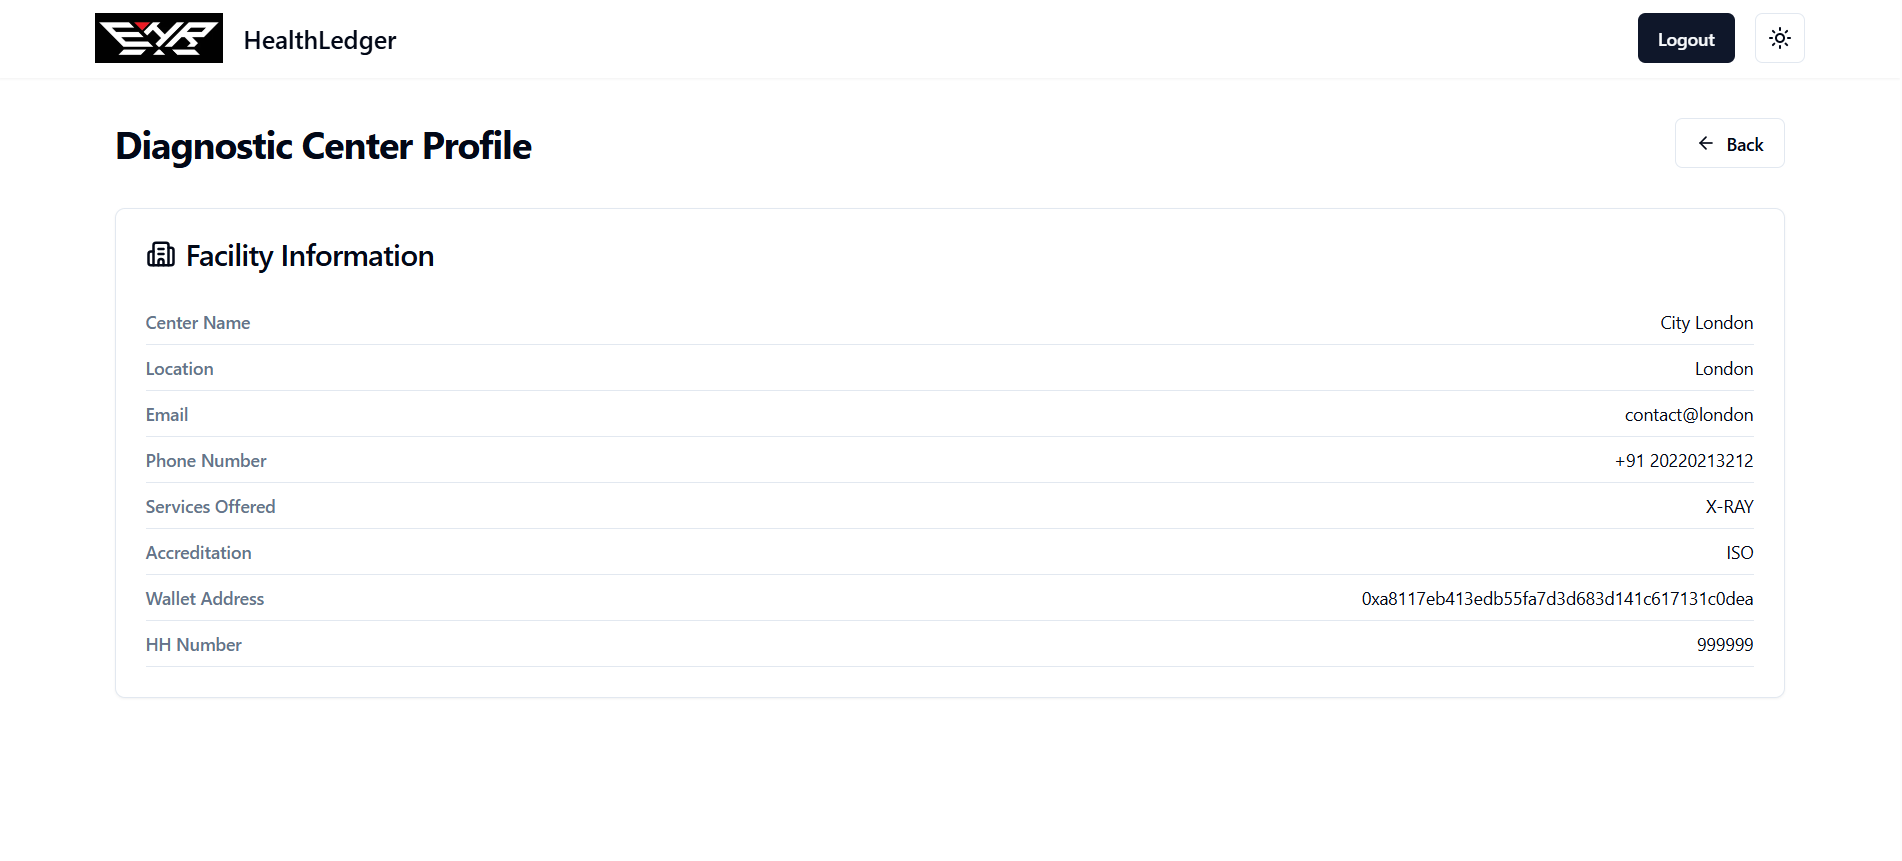 EXR
HealthLedger
Logout
Diagnostic Center Profile
Back
Facility Information
Center Name
City London
Location
London
Email
contact@london
Phone Number
+91 20220213212
Services Offered
X-RAY
Accreditation
ISO
Wallet Address
0xa8117eb413edb55fa7d3d683d141c617131c0dea
HH Number
999999